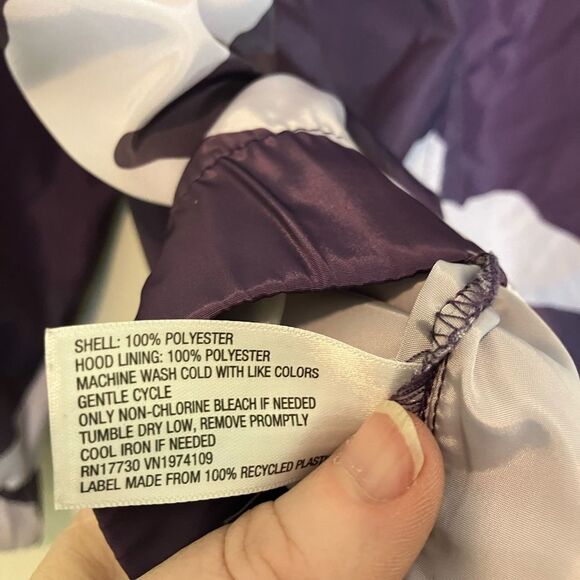 SHELL: 100% POLYESTER
HOOD LINING: 100% POLYESTER
MACHINE WASH COLD WITH LIKE COLORS
GENTLE CYCLE
ONLY NON-CHLORINE BLEACH IF NEEDED
TUMBLE DRY LOW, REMOVE PROMPTLY
COOL IRON IF NEEDED
RN17730 VN1974109
LABEL MADE FROM 100% RECYCLED